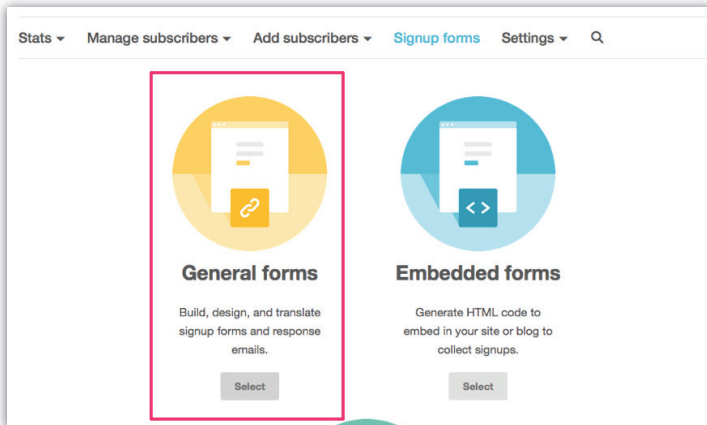 Stats Manage subscribers Add subscribers Signup forms Settings
General forms
Build, design, and translate
signup forms and response
emails.
Select
Embedded forms
Generate HTML code to
embed in your site or blog to
collect signups.
Select